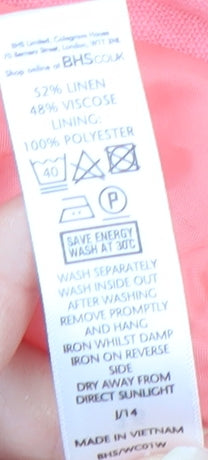 BHS Limited, Colegrave House
70 Berners Street, London, W1T 3NL
Shop online at BHS.CO.UK
52% LINEN
48% VISCOSE
LINING:
100% POLYESTER
40
P
SAVE ENERGY
WASH AT 30°C
WASH SEPARATELY
WASH INSIDE OUT
AFTER WASHING
REMOVE PROMPTLY
AND HANG
IRON WHILST DAMP
IRON ON REVERSE
SIDE
DRY AWAY FROM
DIRECT SUNLIGHT
J/14
MADE IN VIETNAM
BHS/WC01W